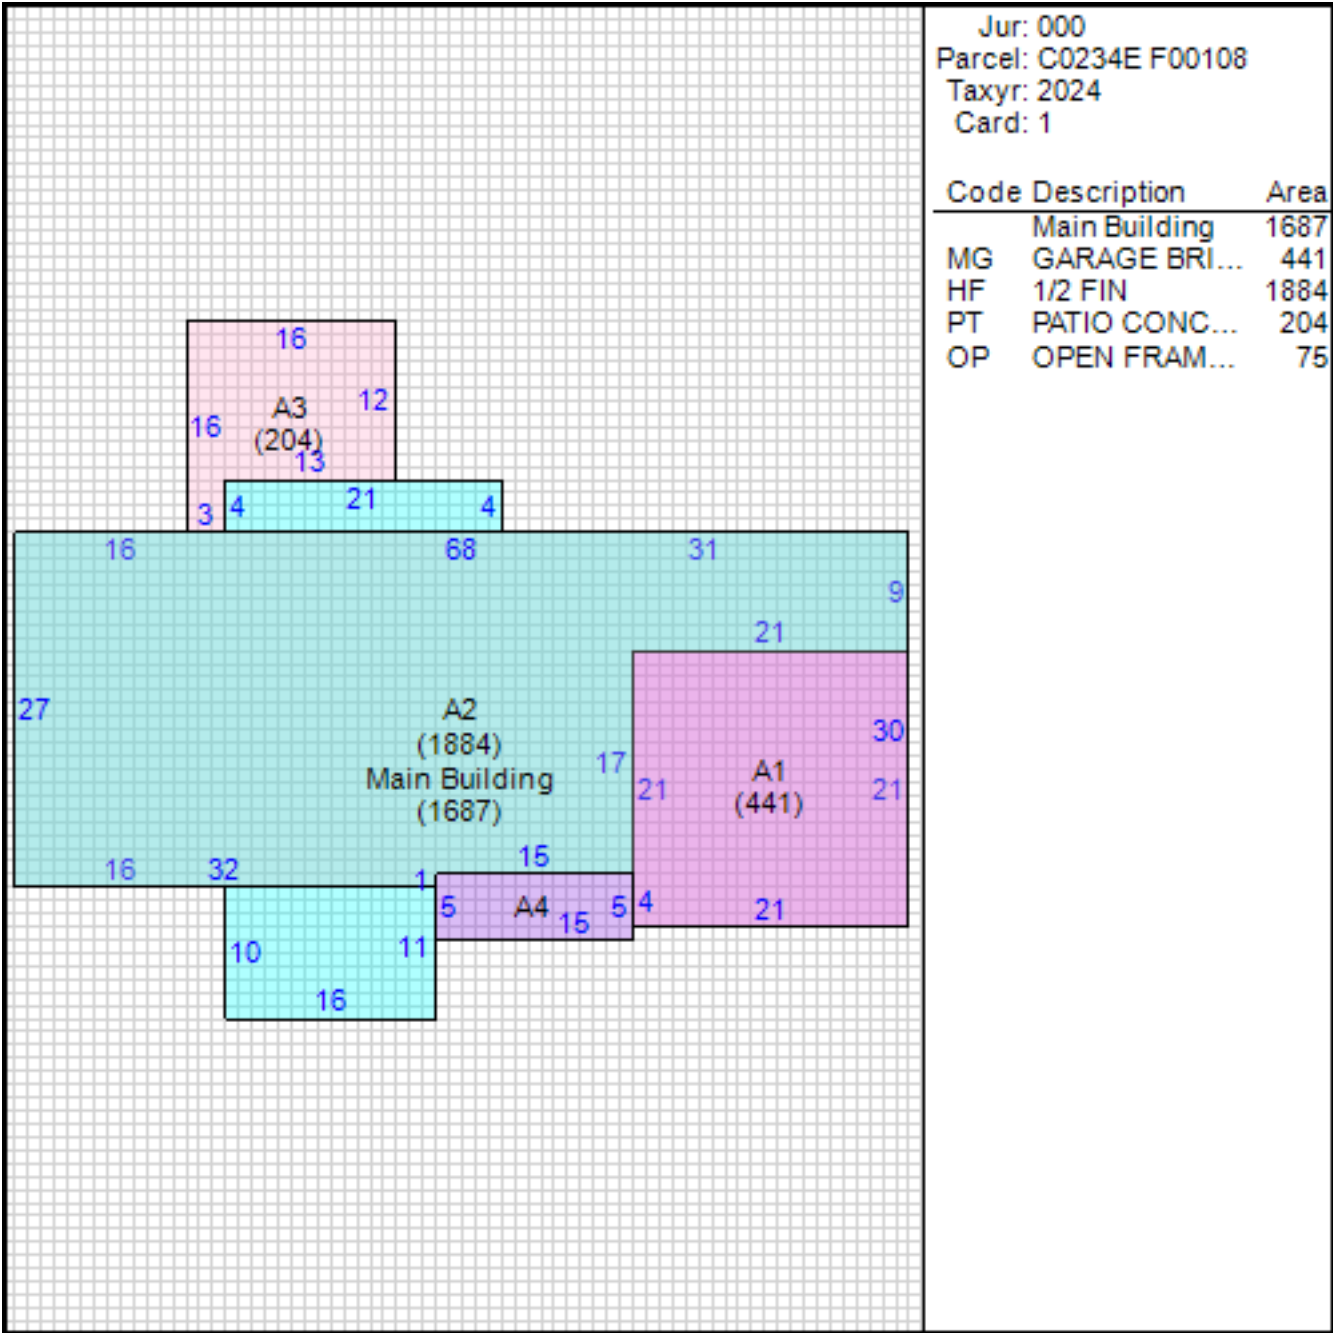 Jur: 000
Parcel: C0234E F00108
Taxyr: 2024
Card: 1
Code Description Area
Main Building 1687
MG GARAGE BRI... 441
HF 1/2 FIN 1884
PT PATIO CONC... 204
OP OPEN FRAM... 75
16
12
A3
16
(204)
13
21
3 4 4
16 68 31
9
21
27
A2
30
(1884)
17
A1
Main Building
21 21
(441)
(1687)
15
16 32
1
5 A4 5 4
15 21
10 11
16